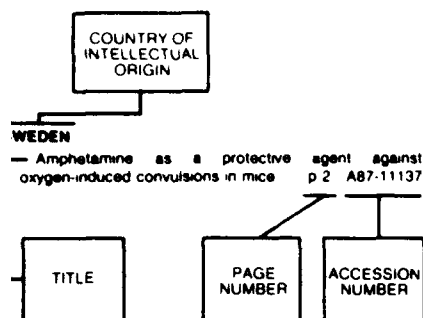 COUNTRY OF
INTELLECTUAL
ORIGIN
WEDEN
— Amphetamine as a protective agent against
oxygen-induced convulsions in mice p 2 A87-11137
TITLE
PAGE
NUMBER
ACCESSION
NUMBER